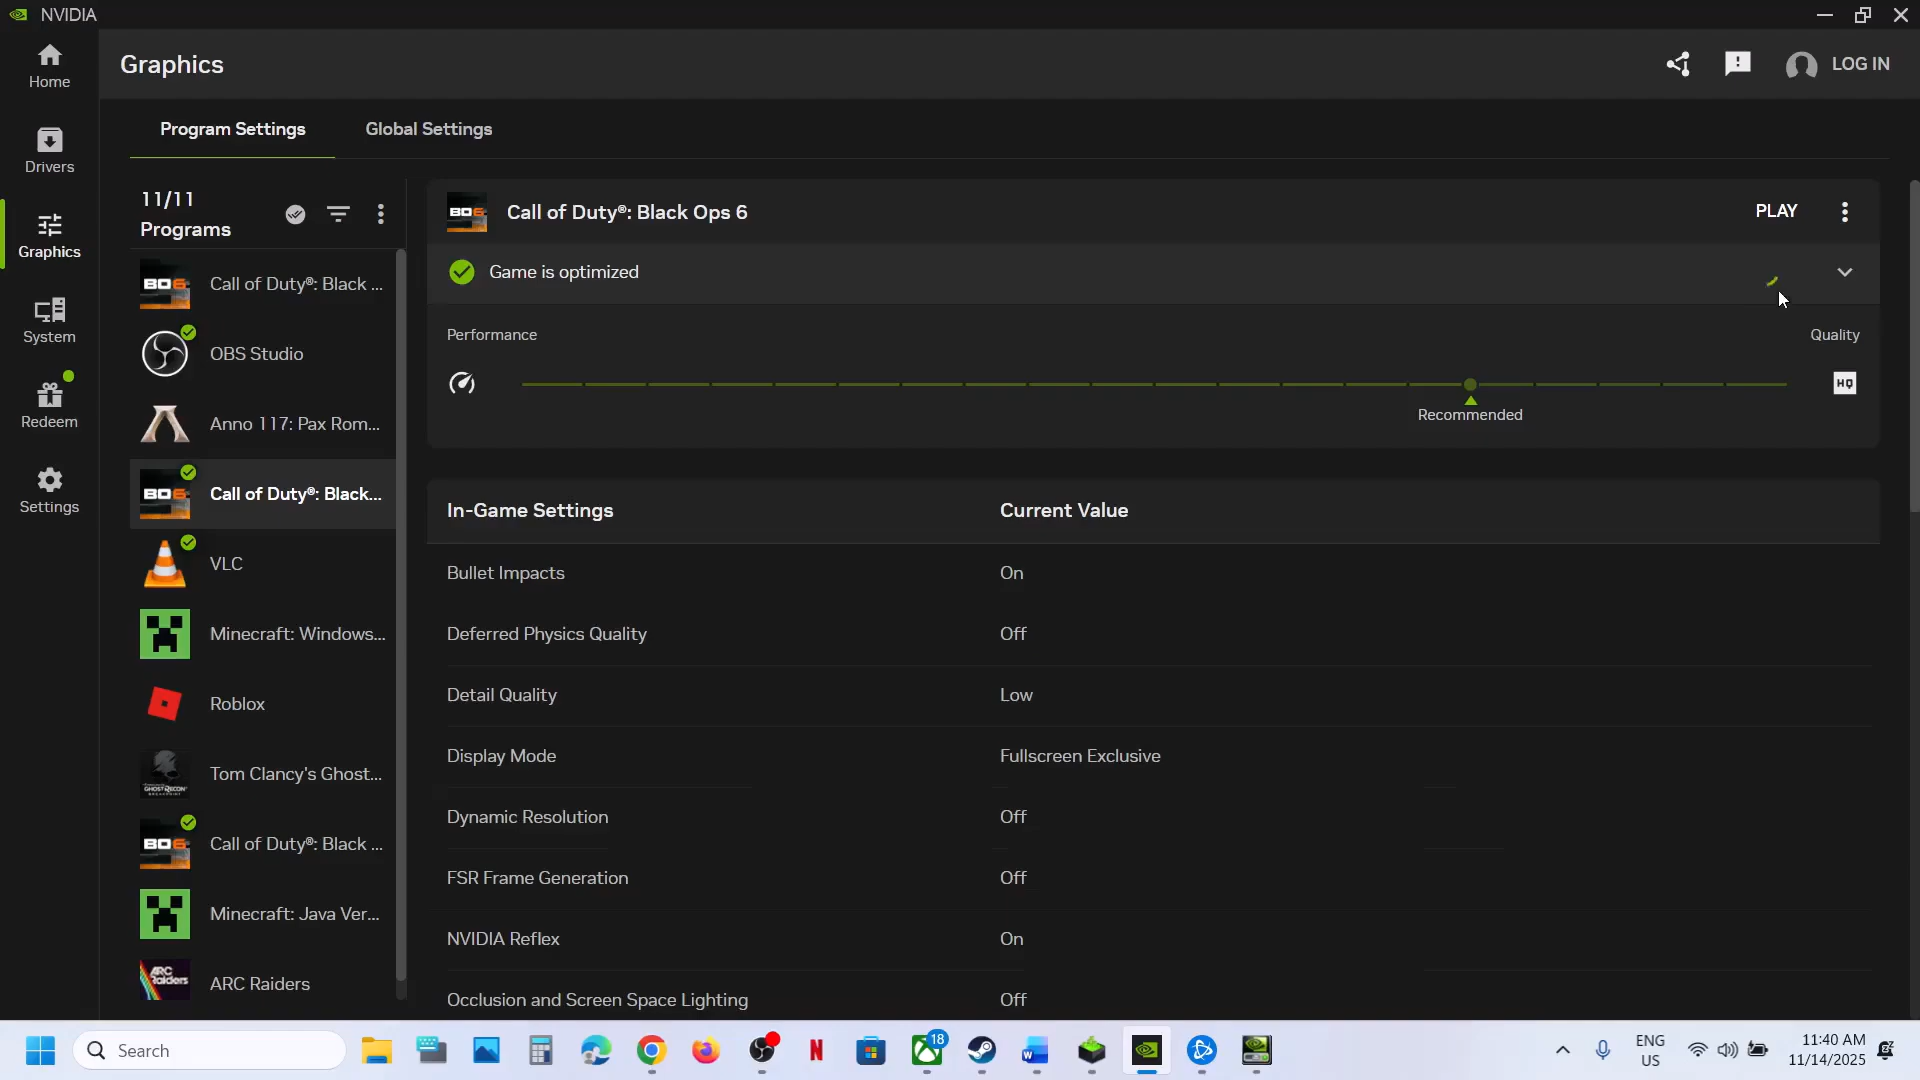 NVIDIA
Home
Drivers
Graphics
System
Redeem
Settings
Graphics
LOG IN
Program Settings
Global Settings
11/11
Programs
Call of Duty®: Black ...
OBS Studio
Anno 117: Pax Rom...
Call of Duty®: Black...
VLC
Minecraft: Windows...
Roblox
Tom Clancy's Ghost...
Call of Duty®: Black ...
Minecraft: Java Ver...
ARC Raiders
Call of Duty®: Black Ops 6
PLAY
Game is optimized
Performance
Quality
HQ
Recommended
In-Game Settings
Current Value
Bullet Impacts
On
Deferred Physics Quality
Off
Detail Quality
Low
Display Mode
Fullscreen Exclusive
Dynamic Resolution
Off
FSR Frame Generation
Off
NVIDIA Reflex
On
Occlusion and Screen Space Lighting
Off
Search
18
ENG
US
11:40 AM
11/14/2025